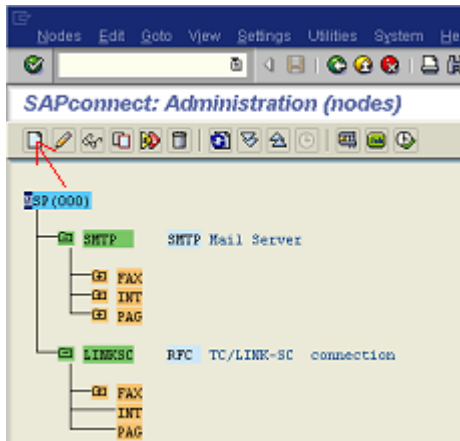 Nodes Edit Goto View Settings Utilities System He
SAPconnect: Administration (nodes)
SP(000)
SMTP SMTP Mail Server
FAX
INT
PAG
LINKSC RFC TC/LINK-SC connection
FAX
INT
PAG